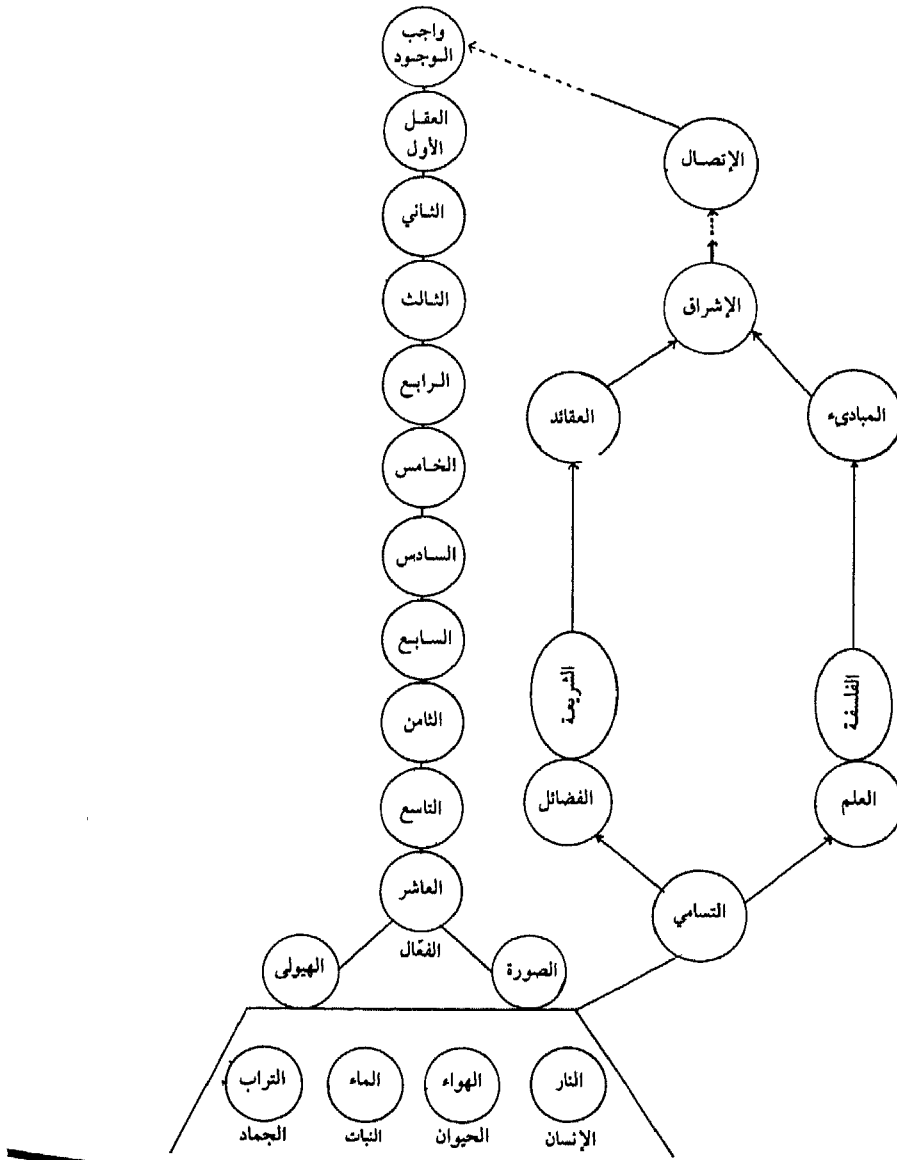 واجب
الوجود
العقل
الأول
الإتصال
الثاني
الثالث
الإشراق
الرابع
المبادىء
العقائد
الخامس
السادس
السابع
الفلسفة
الشريعة
الثامن
العلم
الفضائل
التاسع
العاشر
التسامي
الفعّال
الصورة
الهيولى
النار
الهواء
الماء
التراب
الإنسان
الحيوان
النبات
الجماد